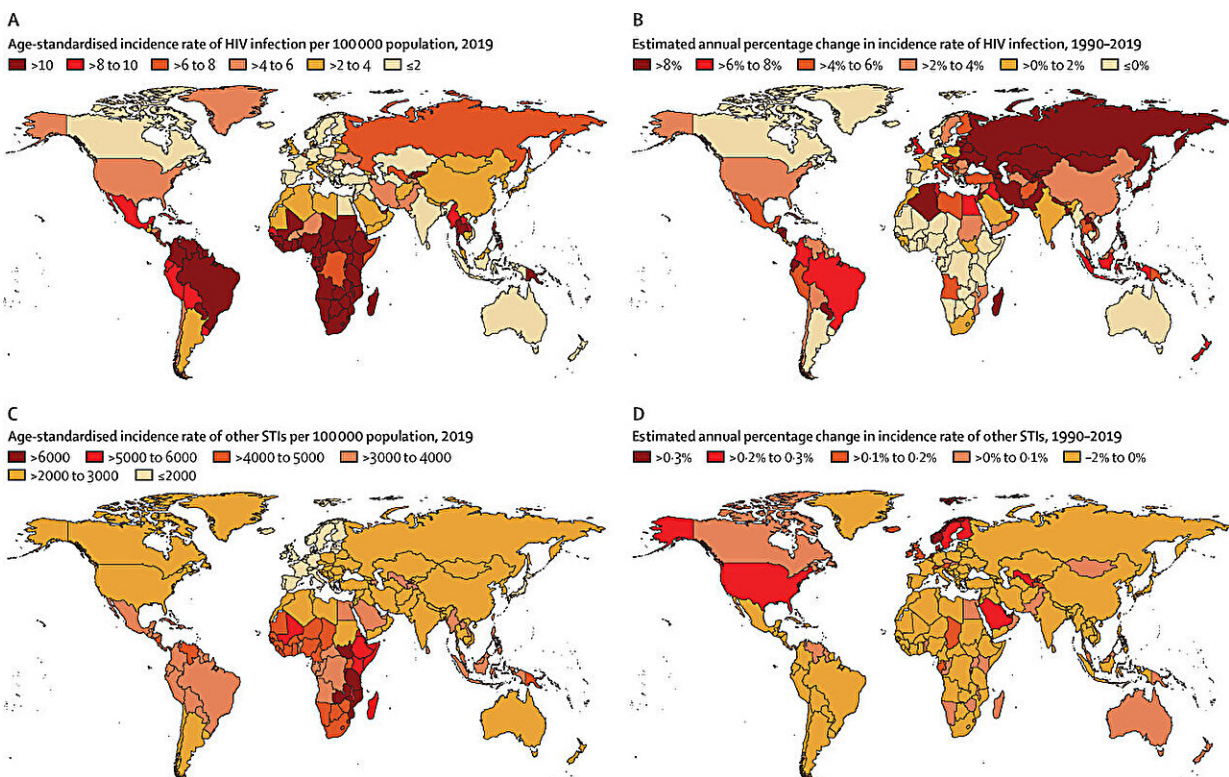 A
Age-standardised incidence rate of HIV infection per 100 000 population, 2019
>10 >8 to 10 >6 to 8 >4 to 6 >2 to 4 ≤2
B
Estimated annual percentage change in incidence rate of HIV infection, 1990–2019
>8% >6% to 8% >4% to 6% >2% to 4% >0% to 2% ≤0%
C
Age-standardised incidence rate of other STIs per 100 000 population, 2019
>6000 >5000 to 6000 >4000 to 5000 >3000 to 4000
>2000 to 3000 ≤2000
D
Estimated annual percentage change in incidence rate of other STIs, 1990–2019
>0·3% >0·2% to 0·3% >0·1% to 0·2% >0% to 0·1% –2% to 0%